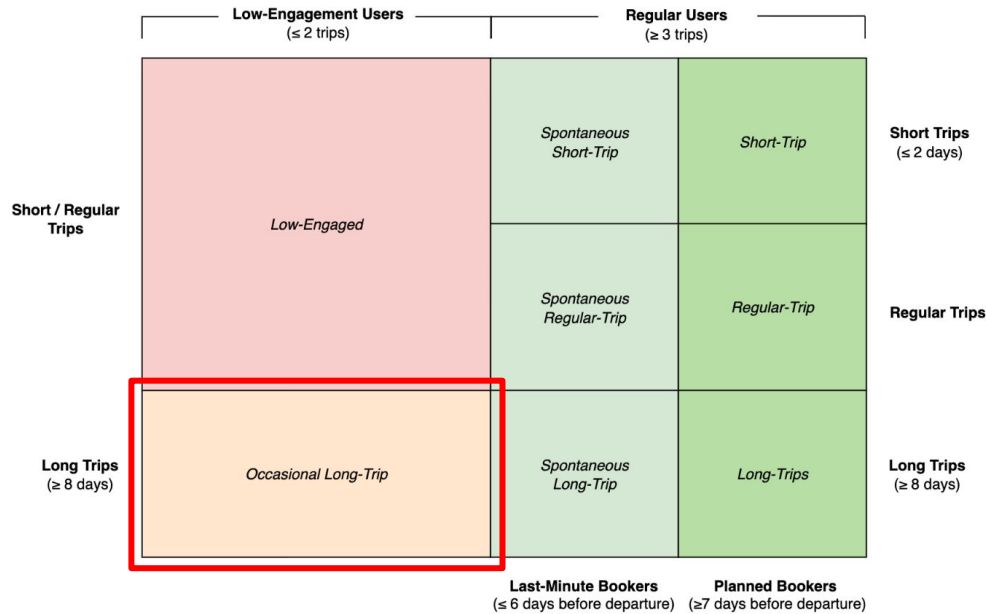 Low-Engagement Users
(≤ 2 trips)
Regular Users
(≥ 3 trips)
Short / Regular
Trips
Low-Engaged
Spontaneous
Short-Trip
Short-Trip
Short Trips
(≤ 2 days)
Spontaneous
Regular-Trip
Regular-Trip
Regular Trips
Long Trips
(≥ 8 days)
Occasional Long-Trip
Spontaneous
Long-Trip
Long-Trips
Long Trips
(≥ 8 days)
Last-Minute Bookers
(≤ 6 days before departure)
Planned Bookers
(≥7 days before departure)